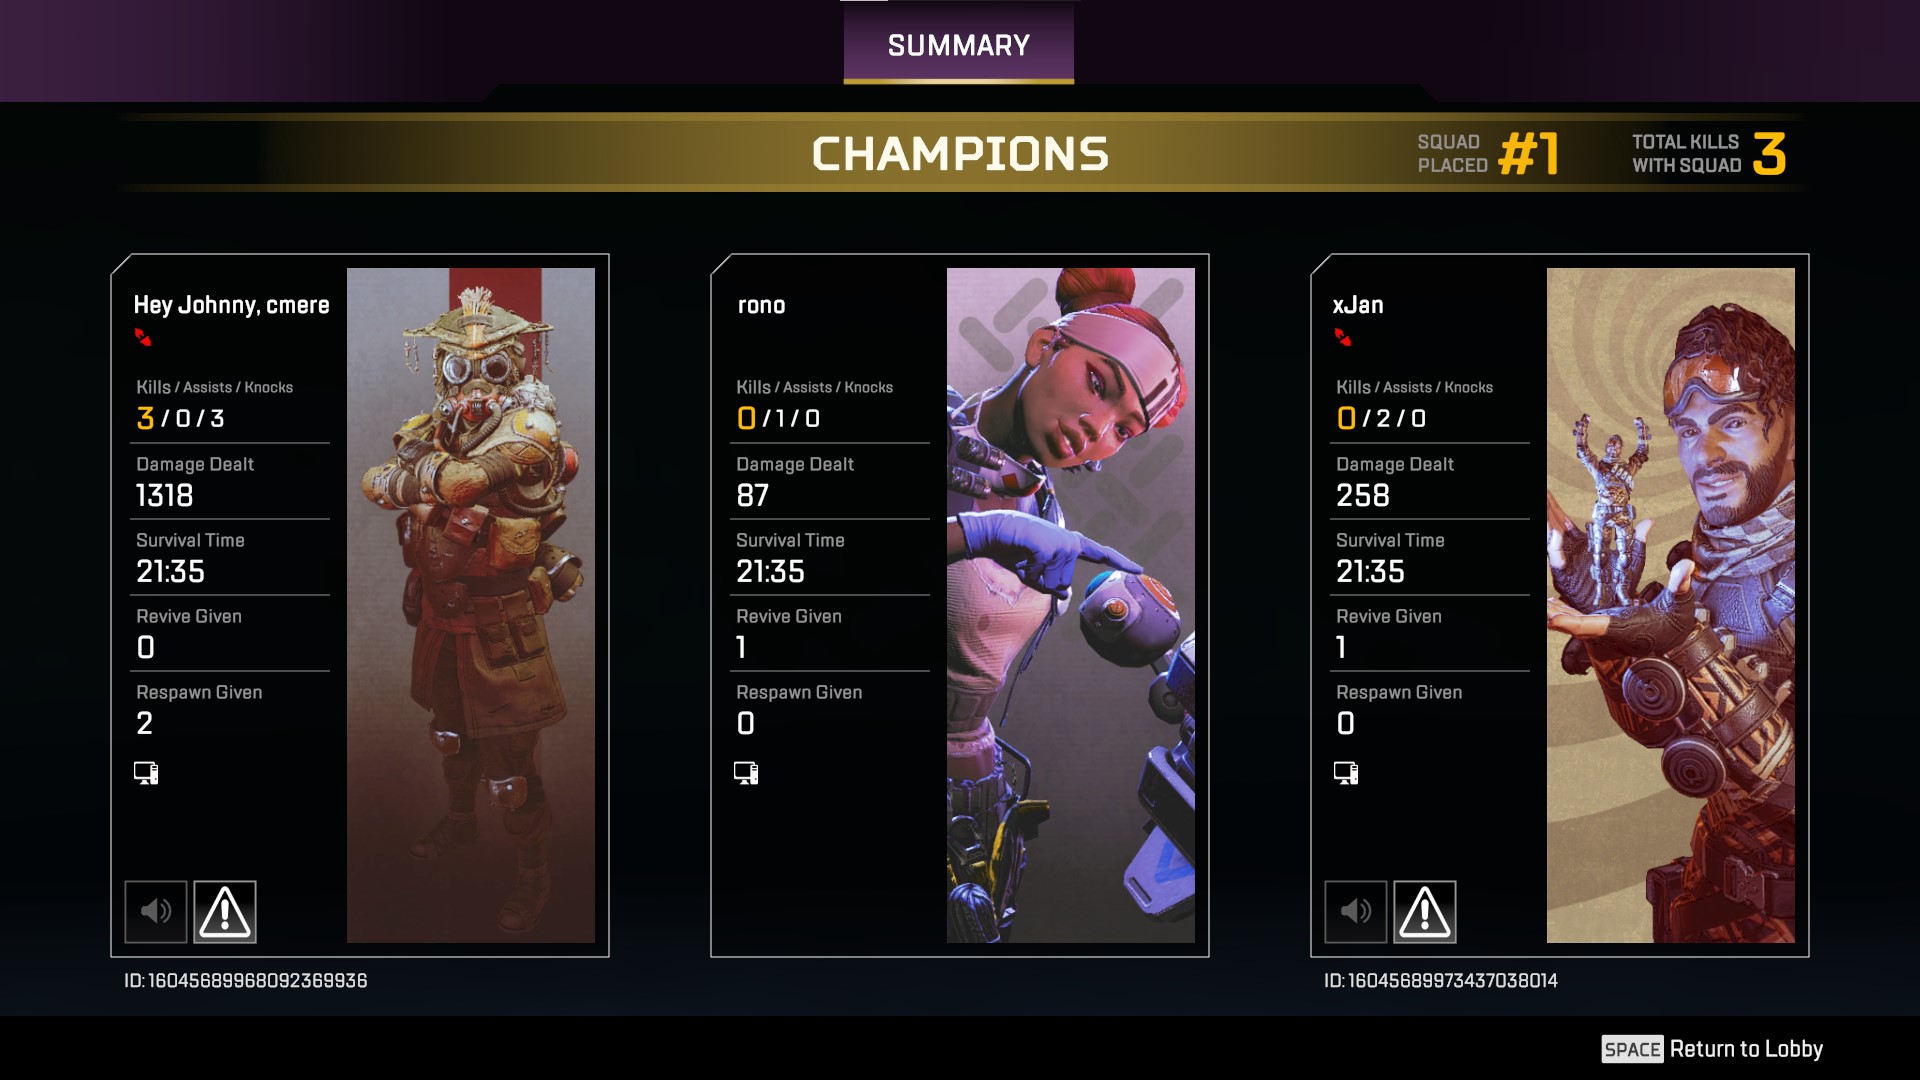 SUMMARY
CHAMPIONS
SQUAD PLACED #1
TOTAL KILLS WITH SQUAD 3
Hey Johnny, cmere
Kills / Assists / Knocks
3 / 0 / 3
Damage Dealt
1318
Survival Time
21:35
Revive Given
0
Respawn Given
2
ID: 16045689968092369936
rono
Kills / Assists / Knocks
0 / 1 / 0
Damage Dealt
87
Survival Time
21:35
Revive Given
1
Respawn Given
0
xJan
Kills / Assists / Knocks
0 / 2 / 0
Damage Dealt
258
Survival Time
21:35
Revive Given
1
Respawn Given
0
ID: 16045689973437038014
SPACE Return to Lobby